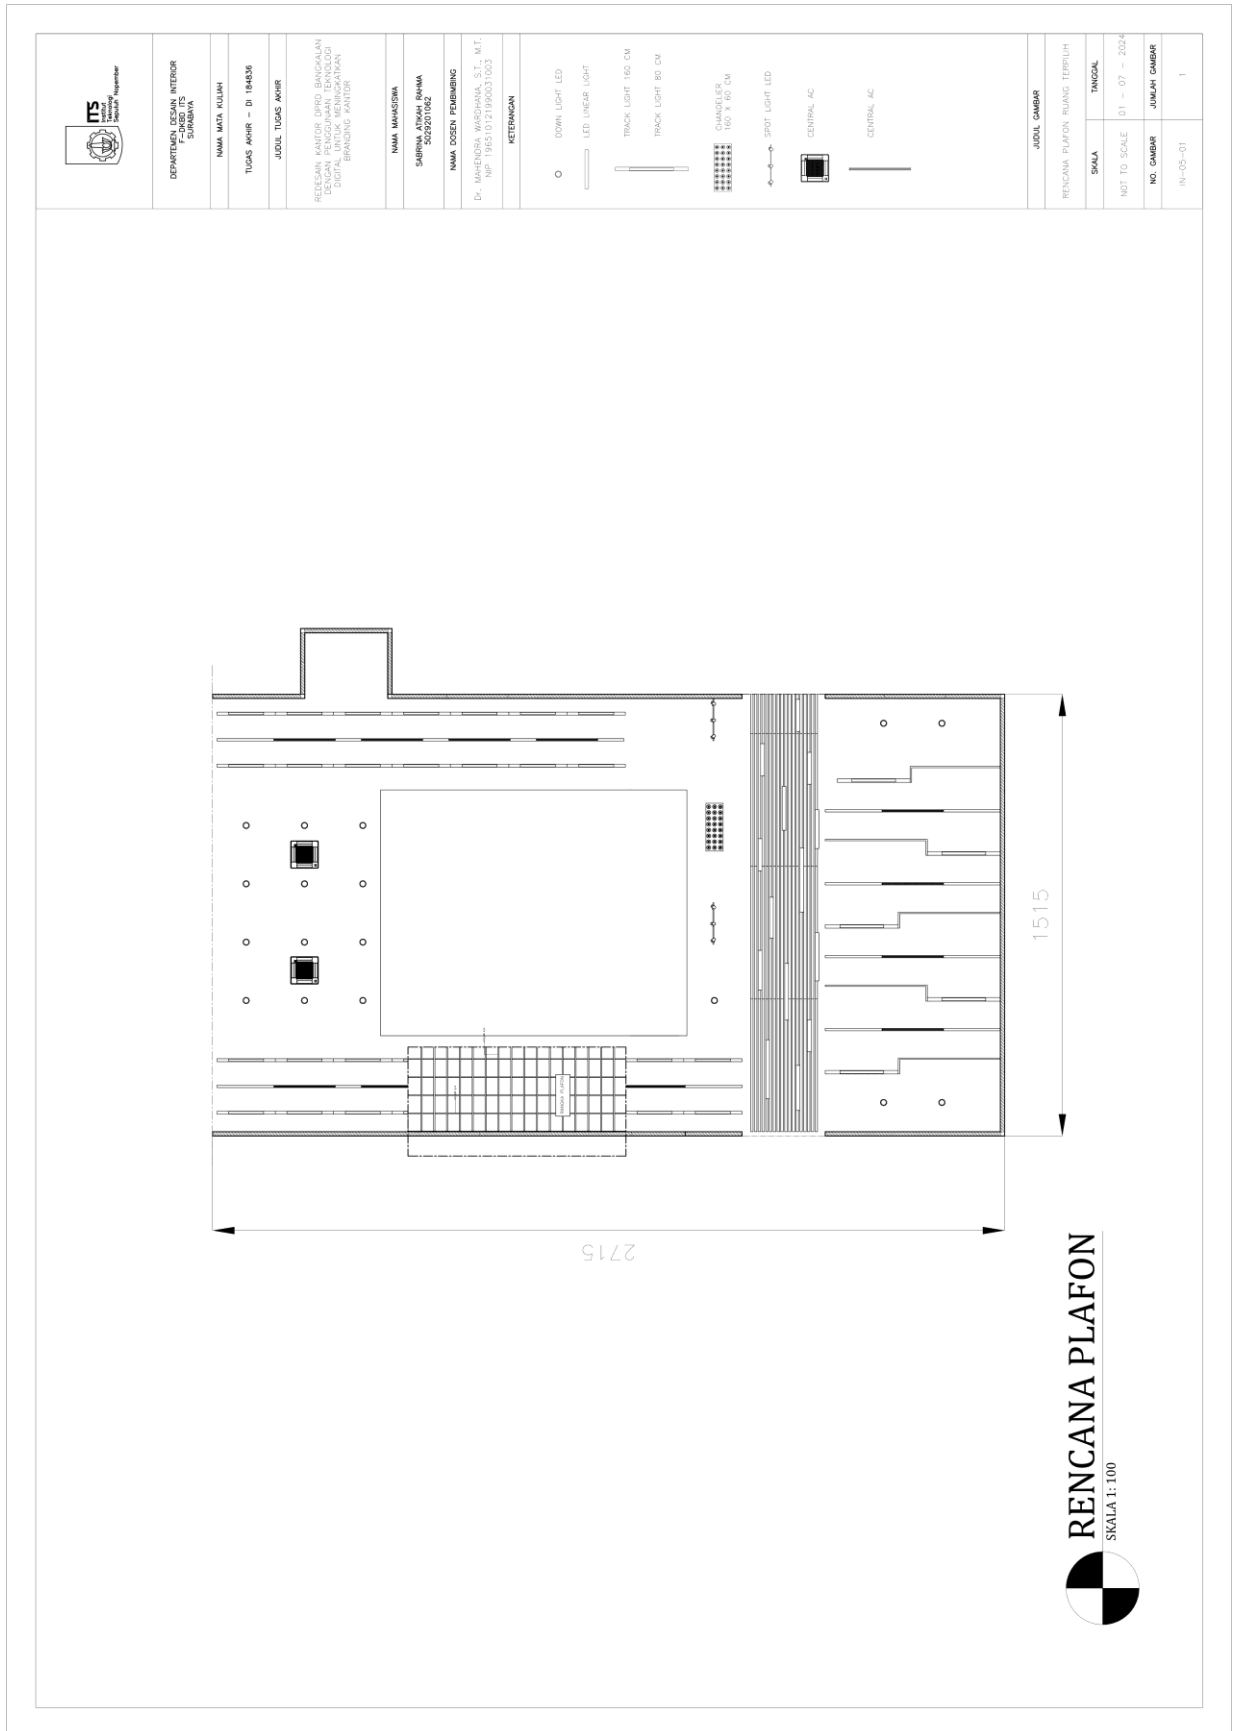 ITS
Institut
Teknologi
Sepuluh Nopember
DEPARTEMEN DESAIN INTERIOR
F-DKBD ITS
SURABAYA
NAMA MATA KULIAH
TUGAS AKHIR - DI 184836
JUDUL TUGAS AKHIR
REDESAIN KANTOR DPRD BANGKALAN
DENGAN PENGGUNAAN TEKNOLOGI
DIGITAL UNTUK MENINGKATKAN
BRANDING KANTOR
NAMA MAHASISWA
SABRINA ATIKAH RAHMA
5029201062
NAMA DOSEN PEMBIMBING
Dr. MAHENDRA WARDHANA, S.T., M.T.
NIP 196510121990031003
KETERANGAN
DOWN LIGHT LED
LED LINEAR LIGHT
TRACK LIGHT 160 CM
TRACK LIGHT 80 CM
CHANDELIER
160 X 60 CM
SPOT LIGHT LED
CENTRAL AC
CENTRAL AC
JUDUL GAMBAR
RENCANA PLAFON RUANG TERPILIH
SKALA
TANGGAL
NOT TO SCALE
01 - 07 - 2024
NO. GAMBAR
JUMLAH GAMBAR
IN-05-01
1
1515
2715
RENCANA PLAFON
SKALA 1: 100